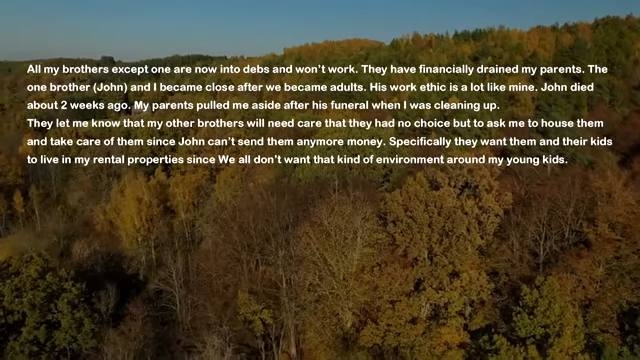 All my brothers except one are now into debs and won't work. They have financially drained my parents. The
one brother (John) and I became close after we became adults. His work ethic is a lot like mine. John died
about 2 weeks ago. My parents pulled me aside after his funeral when I was cleaning up.
They let me know that my other brothers will need care that they had no choice but to ask me to house them
and take care of them since John can't send them anymore money. Specifically they want them and their kids
to live in my rental properties since We all don't want that kind of environment around my young kids.